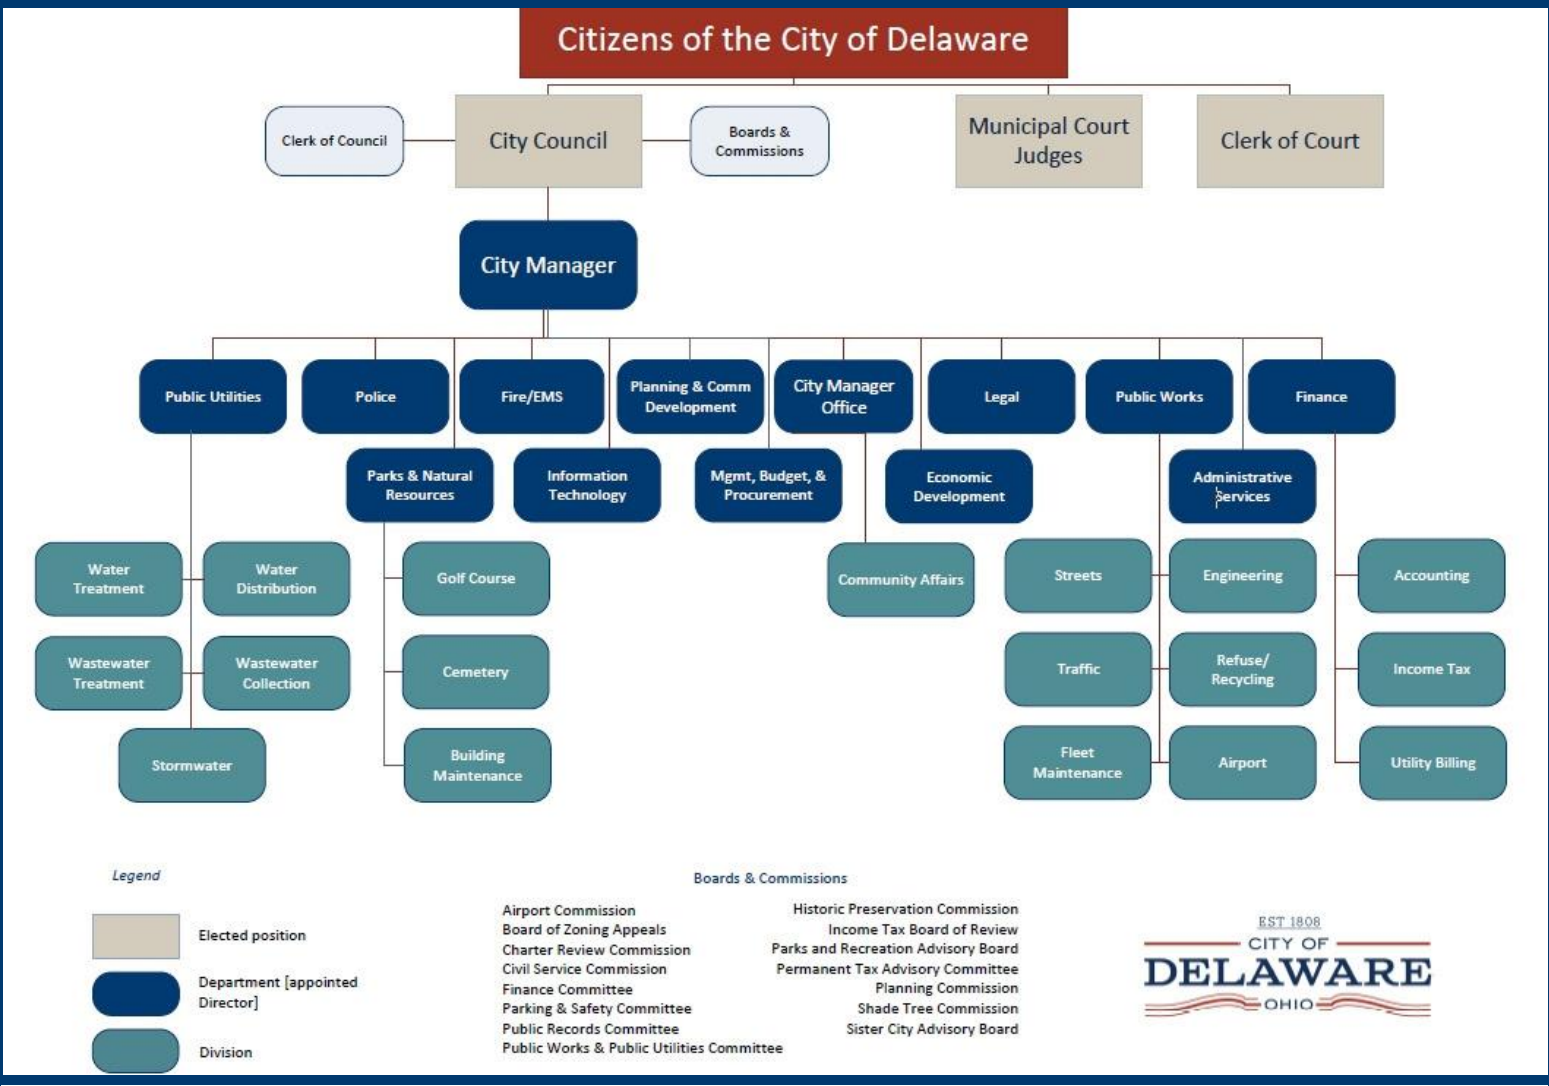 Citizens of the City of Delaware
Clerk of Council
City Council
Boards &
Commissions
Municipal Court
Judges
Clerk of Court
City Manager
Public Utilities
Police
Fire/EMS
Planning & Comm
Development
City Manager
Office
Legal
Public Works
Finance
Parks & Natural
Resources
Information
Technology
Mgmt, Budget, &
Procurement
Economic
Development
Administrative
Services
Water
Treatment
Water
Distribution
Golf Course
Community Affairs
Streets
Engineering
Accounting
Wastewater
Treatment
Wastewater
Collection
Cemetery
Traffic
Refuse/
Recycling
Income Tax
Stormwater
Building
Maintenance
Fleet
Maintenance
Airport
Utility Billing
Legend
Elected position
Department [appointed
Director]
Division
Boards & Commissions
Airport Commission
Board of Zoning Appeals
Charter Review Commission
Civil Service Commission
Finance Committee
Parking & Safety Committee
Public Records Committee
Public Works & Public Utilities Committee
Historic Preservation Commission
Income Tax Board of Review
Parks and Recreation Advisory Board
Permanent Tax Advisory Committee
Planning Commission
Shade Tree Commission
Sister City Advisory Board
EST 1808
CITY OF
DELAWARE
OHIO